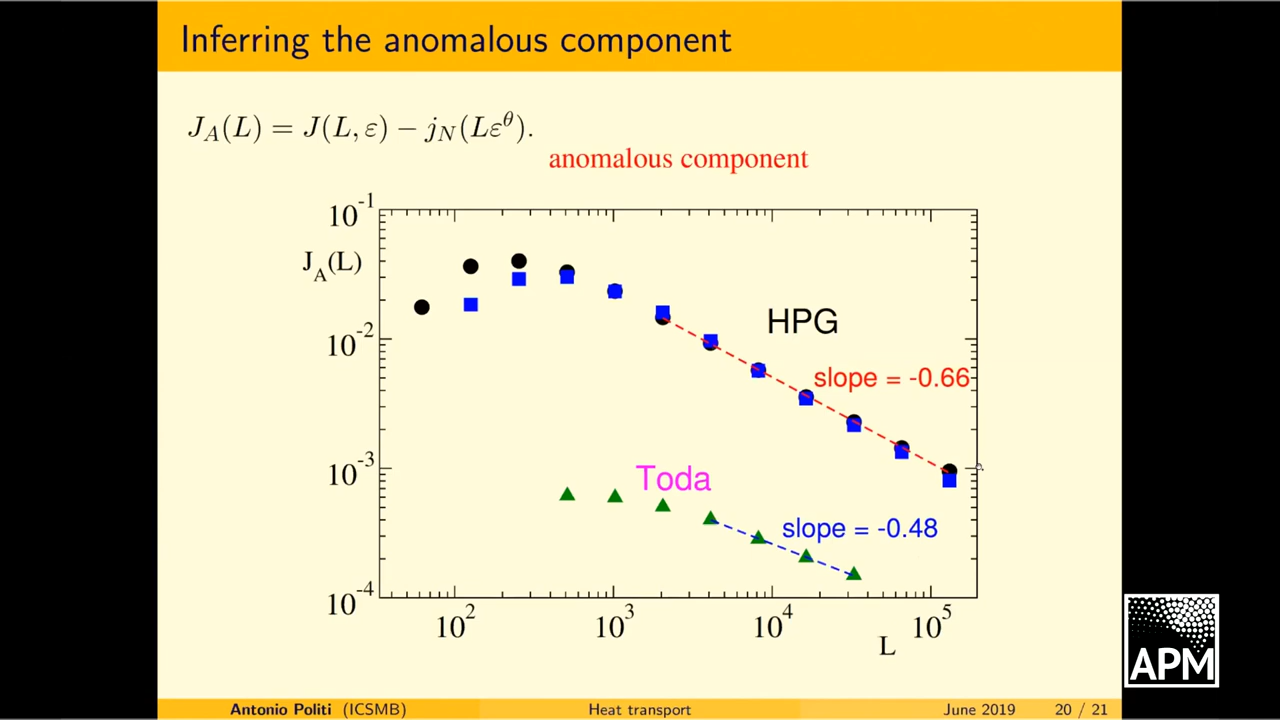 Inferring the anomalous component
J_A(L) = J(L, ε) − j_N(Lε^θ).
anomalous component
10^-1
J_A(L)
10^-2
10^-3
10^-4
HPG
slope = -0.66
Toda
slope = -0.48
10^2 10^3 10^4 10^5
L
APM
Antonio Politi (ICSMB) Heat transport June 2019 20 / 21